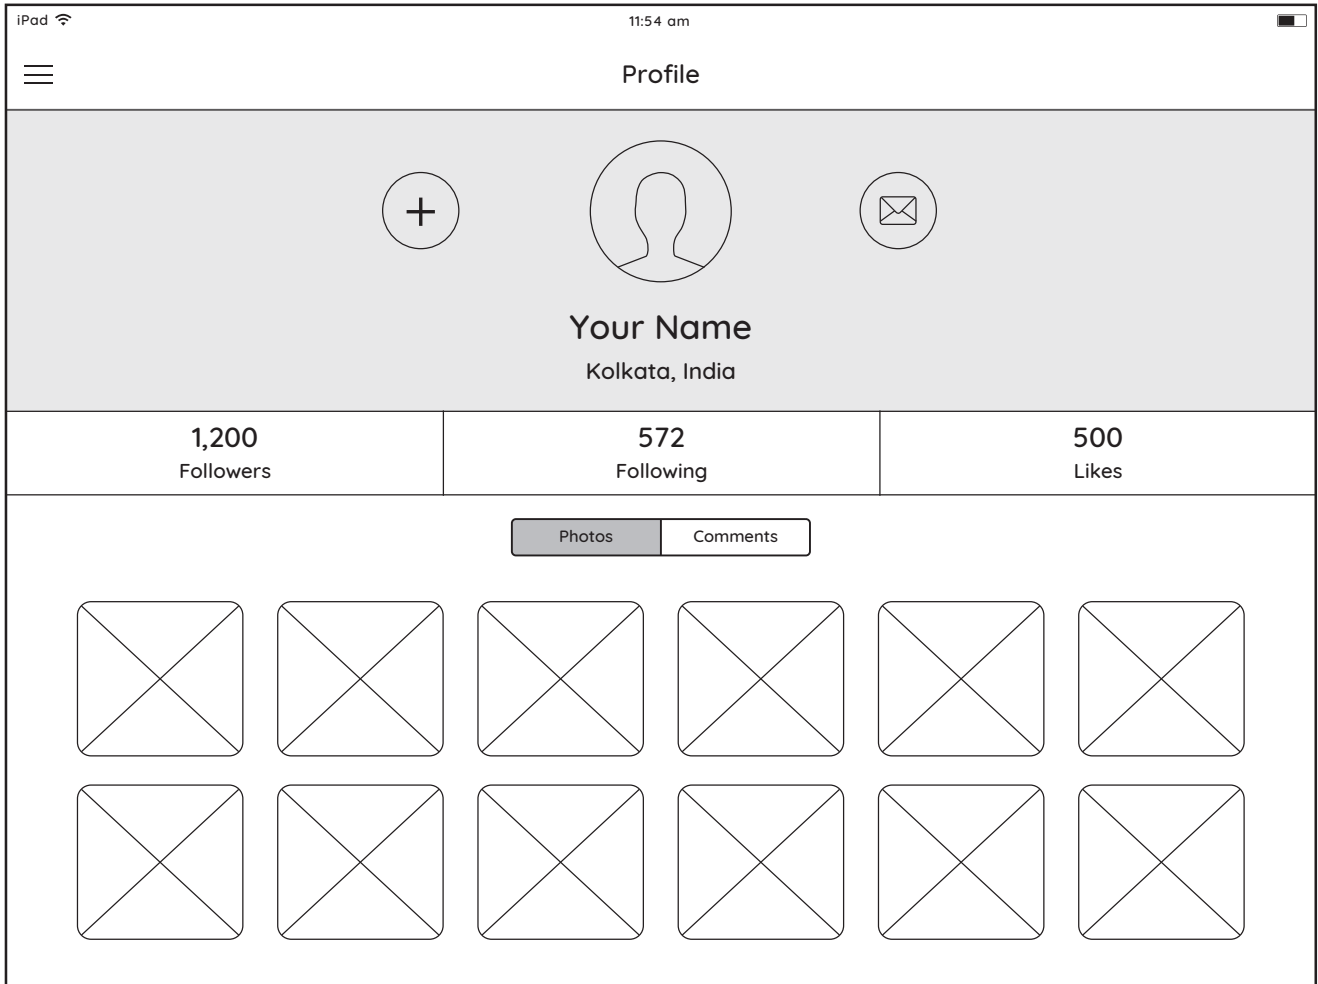 iPad
11:54 am
Profile
Your Name
Kolkata, India
1,200
Followers
572
Following
500
Likes
Photos
Comments